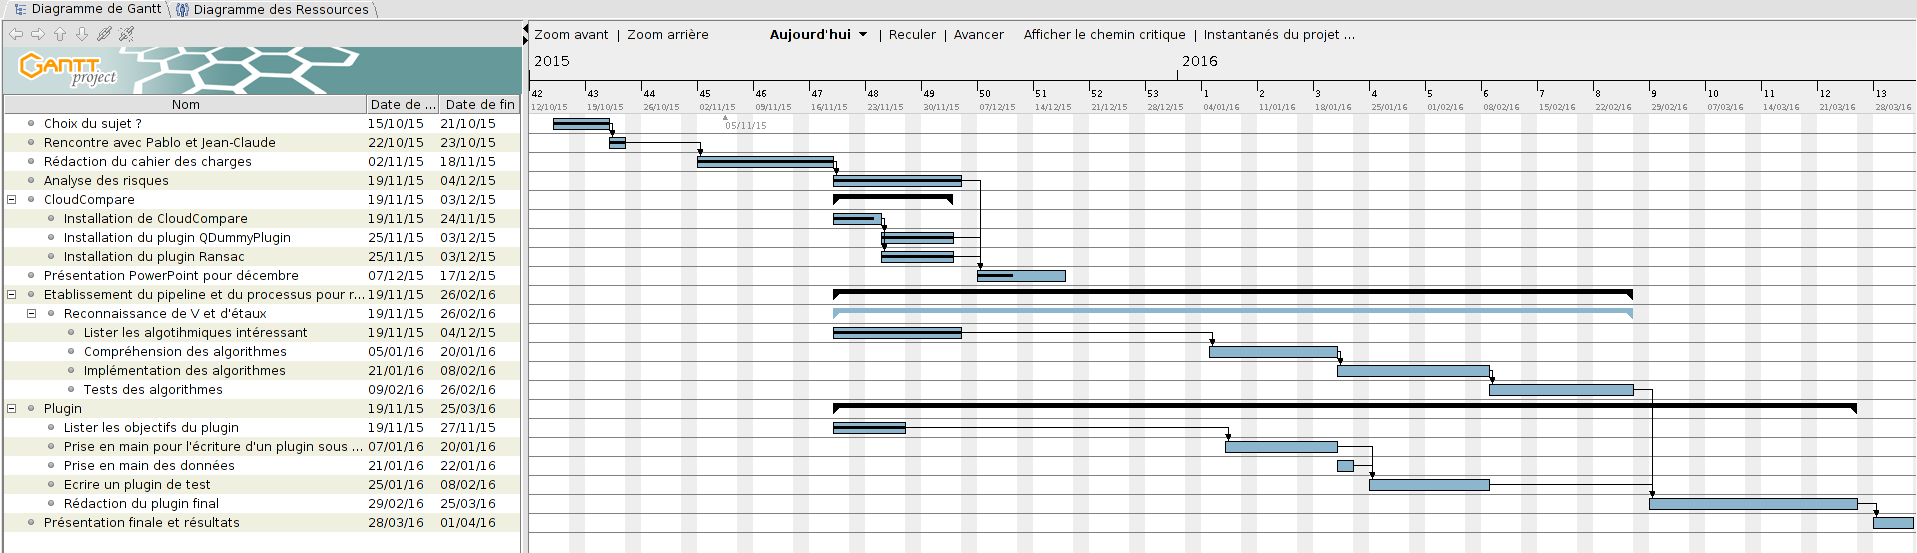 Diagramme de Gantt Diagramme des Ressources
Zoom avant | Zoom arrière Aujourd'hui | Reculer | Avancer Afficher le chemin critique | Instantanés du projet ...
GANTT project
2015 2016
42 43 44 45 46 47 48 49 50 51 52 53 1 2 3 4 5 6 7 8 9 10 11 12 13
12/10/15 19/10/15 26/10/15 02/11/15 09/11/15 16/11/15 23/11/15 30/11/15 07/12/15 14/12/15 21/12/15 28/12/15 04/01/16 11/01/16 18/01/16 25/01/16 01/02/16 08/02/16 15/02/16 22/02/16 29/02/16 07/03/16 14/03/16 21/03/16 28/03/16
Nom Date de ... Date de fin
Choix du sujet ? 15/10/15 21/10/15
05/11/15
Rencontre avec Pablo et Jean-Claude 22/10/15 23/10/15
Rédaction du cahier des charges 02/11/15 18/11/15
Analyse des risques 19/11/15 04/12/15
CloudCompare 19/11/15 03/12/15
Installation de CloudCompare 19/11/15 24/11/15
Installation du plugin QDummyPlugin 25/11/15 03/12/15
Installation du plugin Ransac 25/11/15 03/12/15
Présentation PowerPoint pour décembre 07/12/15 17/12/15
Etablissement du pipeline et du processus pour r... 19/11/15 26/02/16
Reconnaissance de V et d'étaux 19/11/15 26/02/16
Lister les algotihmiques intéressant 19/11/15 04/12/15
Compréhension des algorithmes 05/01/16 20/01/16
Implémentation des algorithmes 21/01/16 08/02/16
Tests des algorithmes 09/02/16 26/02/16
Plugin 19/11/15 25/03/16
Lister les objectifs du plugin 19/11/15 27/11/15
Prise en main pour l'écriture d'un plugin sous ... 07/01/16 20/01/16
Prise en main des données 21/01/16 22/01/16
Ecrire un plugin de test 25/01/16 08/02/16
Rédaction du plugin final 29/02/16 25/03/16
Présentation finale et résultats 28/03/16 01/04/16